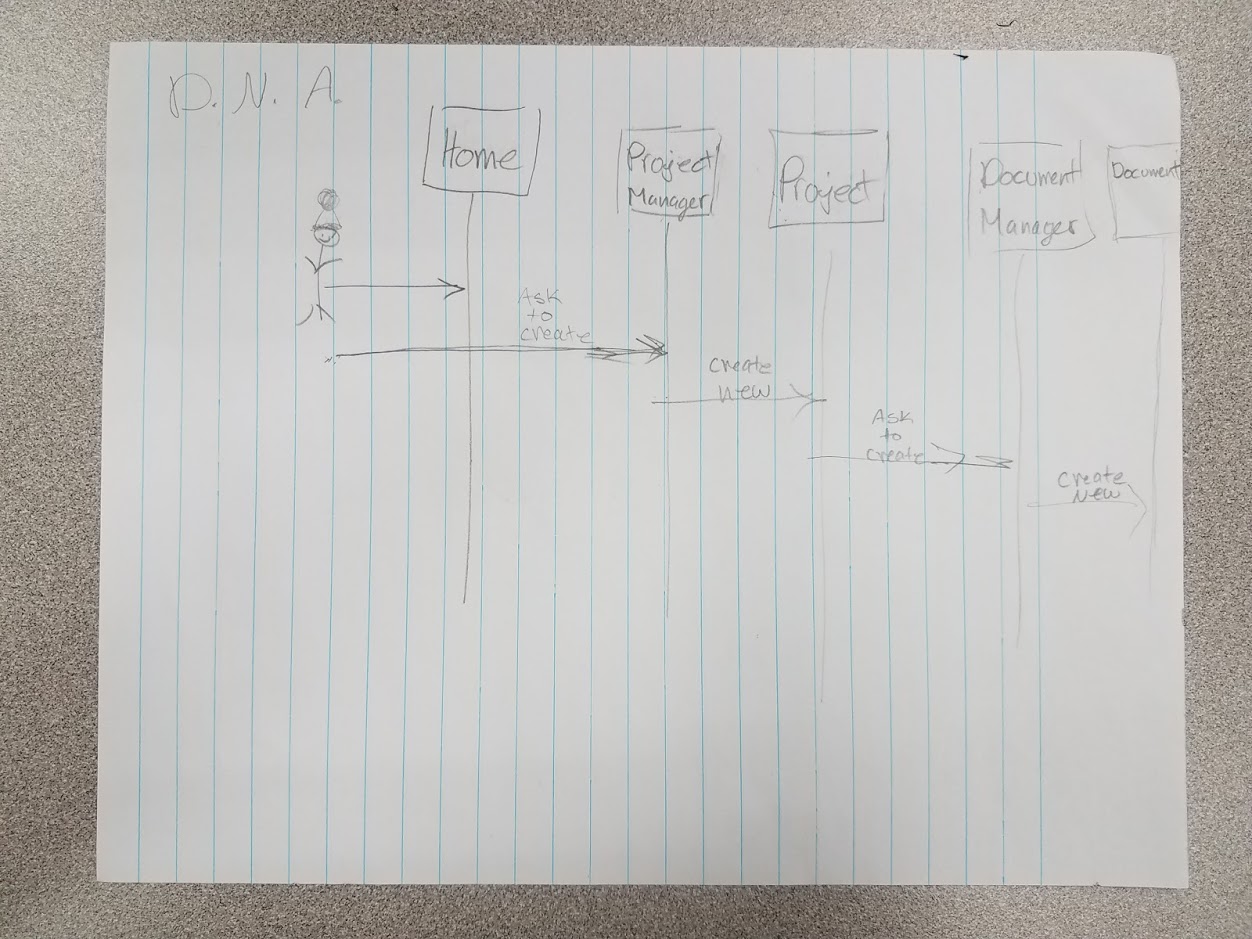 D. N. A.
Home
Project
Manager
Project
Document
Manager
Document
Ask
to
create
create
new
Ask
to
create
create
New